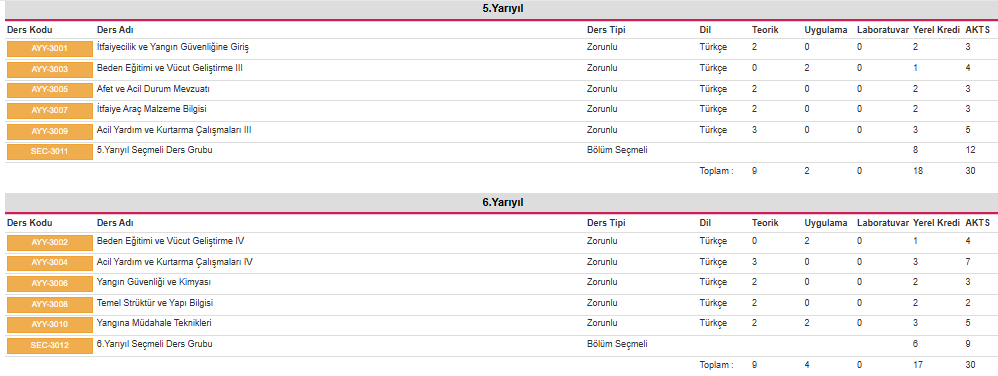 5.Yarıyıl
Ders Kodu Ders Adı Ders Tipi Dil Teorik Uygulama Laboratuvar Yerel Kredi AKTS
AYY-3001 İtfaiyecilik ve Yangın Güvenliğine Giriş Zorunlu Türkçe 2 0 0 2 3
AYY-3003 Beden Eğitimi ve Vücut Geliştirme III Zorunlu Türkçe 0 2 0 1 4
AYY-3005 Afet ve Acil Durum Mevzuatı Zorunlu Türkçe 2 0 0 2 3
AYY-3007 İtfaiye Araç Malzeme Bilgisi Zorunlu Türkçe 2 0 0 2 3
AYY-3009 Acil Yardım ve Kurtarma Çalışmaları III Zorunlu Türkçe 3 0 0 3 5
SEC-3011 5.Yarıyıl Seçmeli Ders Grubu Bölüm Seçmeli 8 12
Toplam : 9 2 0 18 30
6.Yarıyıl
Ders Kodu Ders Adı Ders Tipi Dil Teorik Uygulama Laboratuvar Yerel Kredi AKTS
AYY-3002 Beden Eğitimi ve Vücut Geliştirme IV Zorunlu Türkçe 0 2 0 1 4
AYY-3004 Acil Yardım ve Kurtarma Çalışmaları IV Zorunlu Türkçe 3 0 0 3 7
AYY-3006 Yangın Güvenliği ve Kimyası Zorunlu Türkçe 2 0 0 2 3
AYY-3008 Temel Strüktür ve Yapı Bilgisi Zorunlu Türkçe 2 0 0 2 2
AYY-3010 Yangına Müdahale Teknikleri Zorunlu Türkçe 2 2 0 3 5
SEC-3012 6.Yarıyıl Seçmeli Ders Grubu Bölüm Seçmeli 6 9
Toplam : 9 4 0 17 30